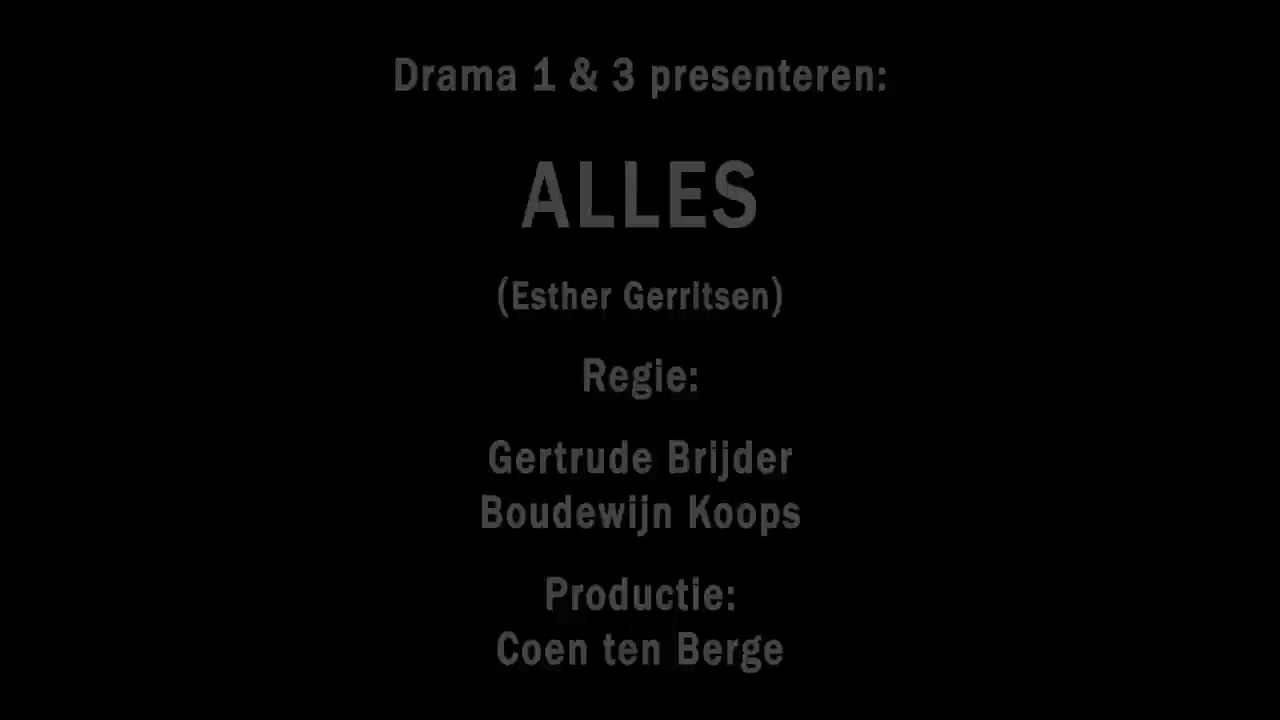 Drama 1 & 3 presenteren:
ALLES
(Esther Gerritsen)
Regie:
Gertrude Brijder
Boudewijn Koops
Productie:
Coen ten Berge